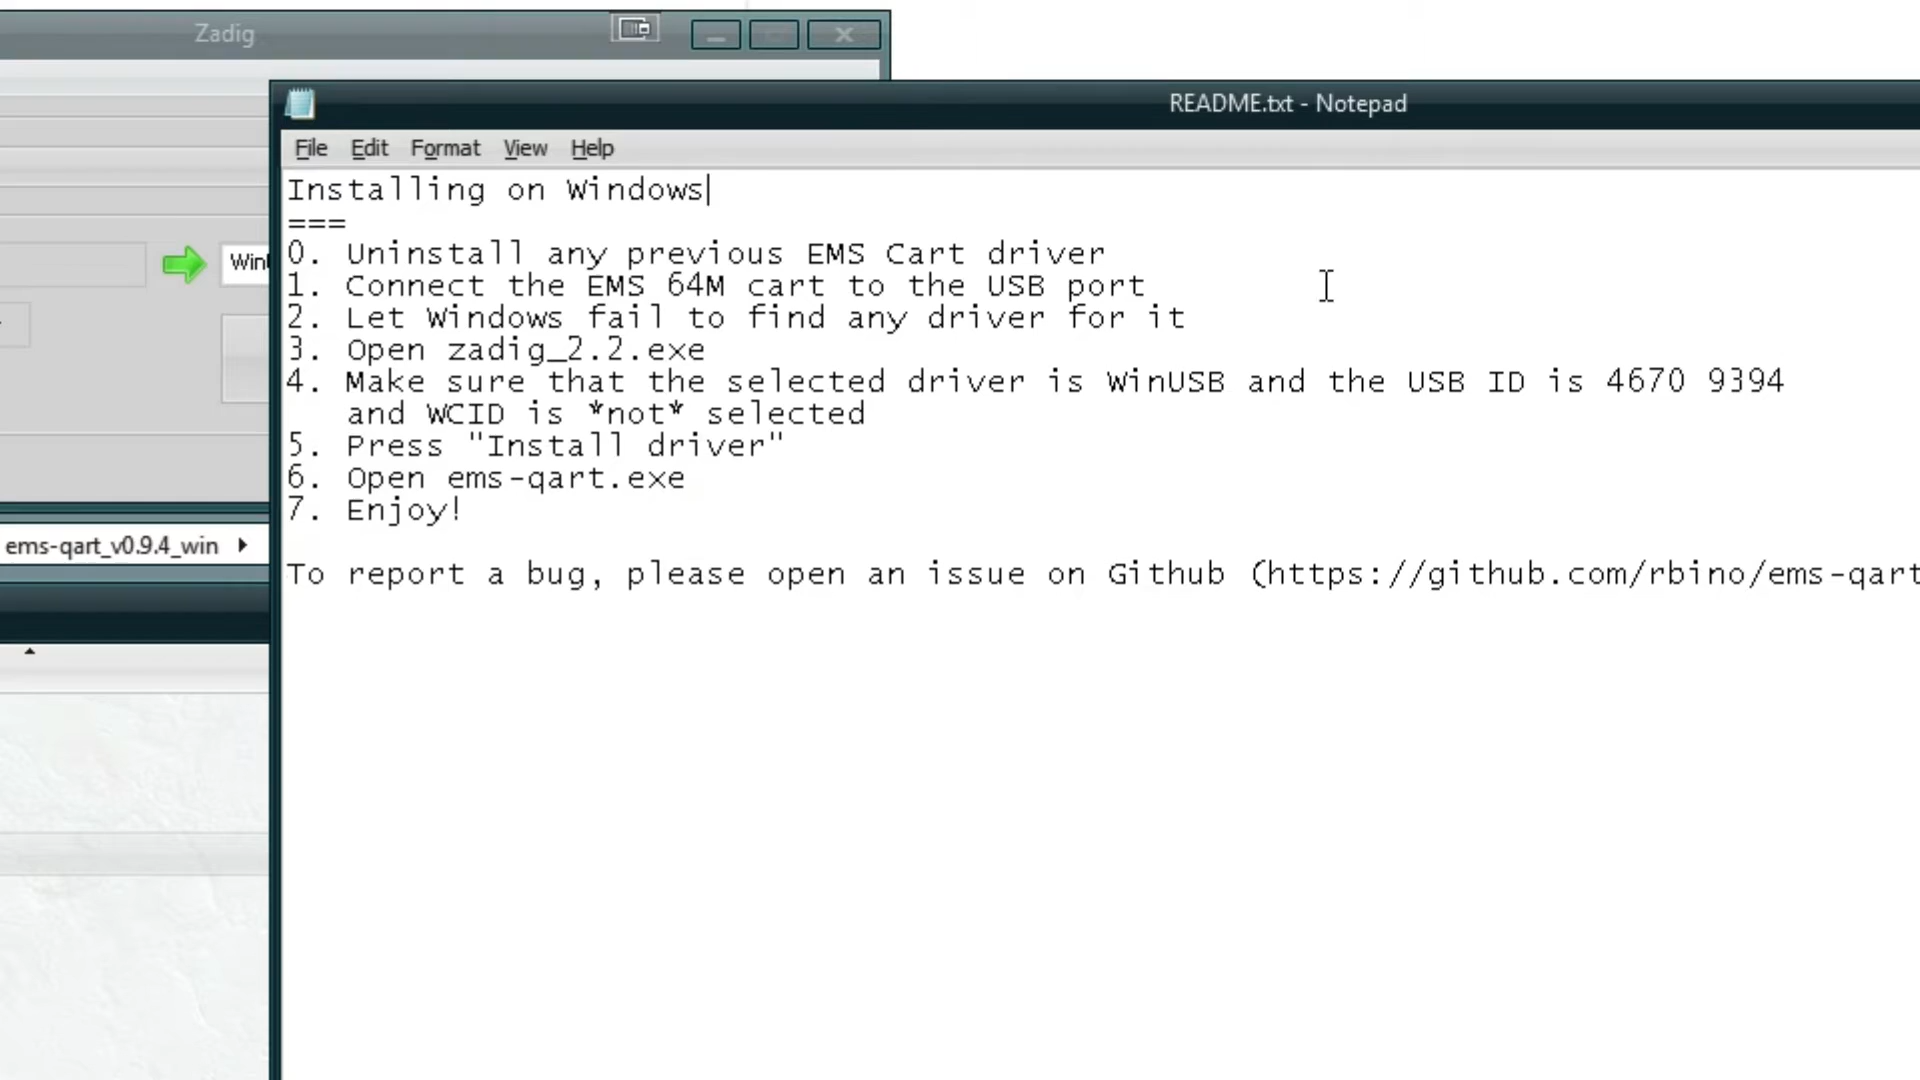 Zadig
README.txt - Notepad
File Edit Format View Help
Installing on Windows
===
0. Uninstall any previous EMS Cart driver
1. Connect the EMS 64M cart to the USB port
2. Let Windows fail to find any driver for it
3. Open zadig_2.2.exe
4. Make sure that the selected driver is WinUSB and the USB ID is 4670 9394
and WCID is *not* selected
5. Press "Install driver"
6. Open ems-qart.exe
7. Enjoy!
ems-qart_v0.9.4_win
To report a bug, please open an issue on Github (https://github.com/rbino/ems-qart